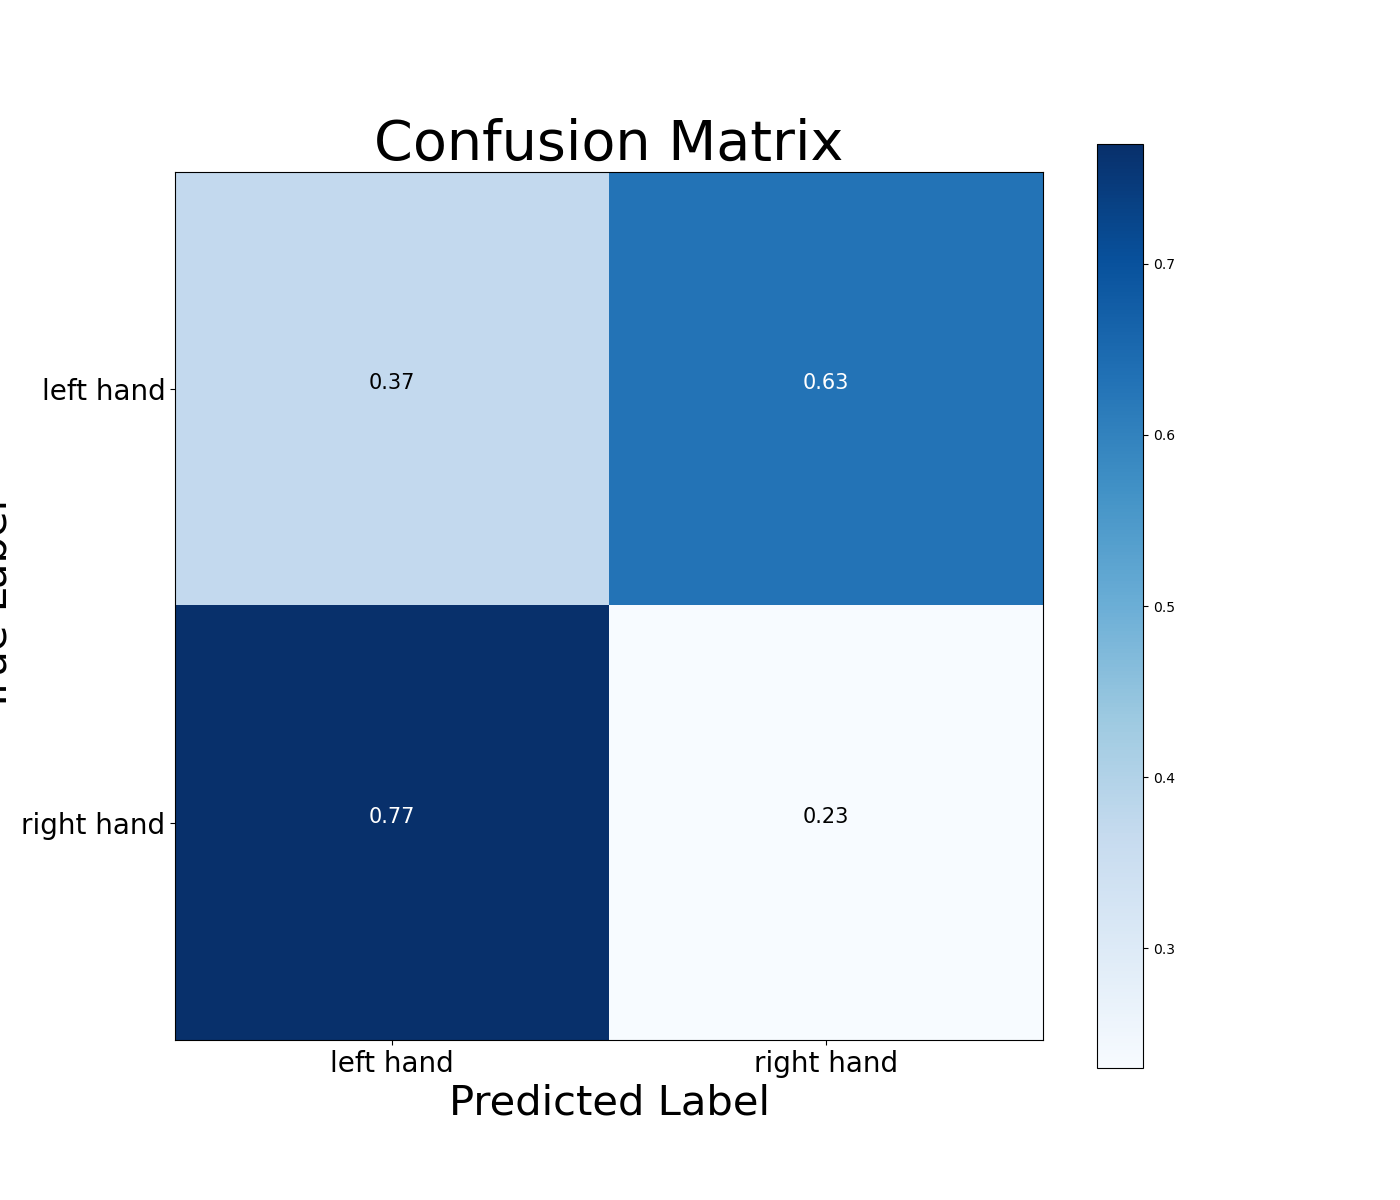 Confusion Matrix
left hand
0.37
0.63
right hand
0.77
0.23
left hand
right hand
Predicted Label
0.7
0.6
0.5
0.4
0.3